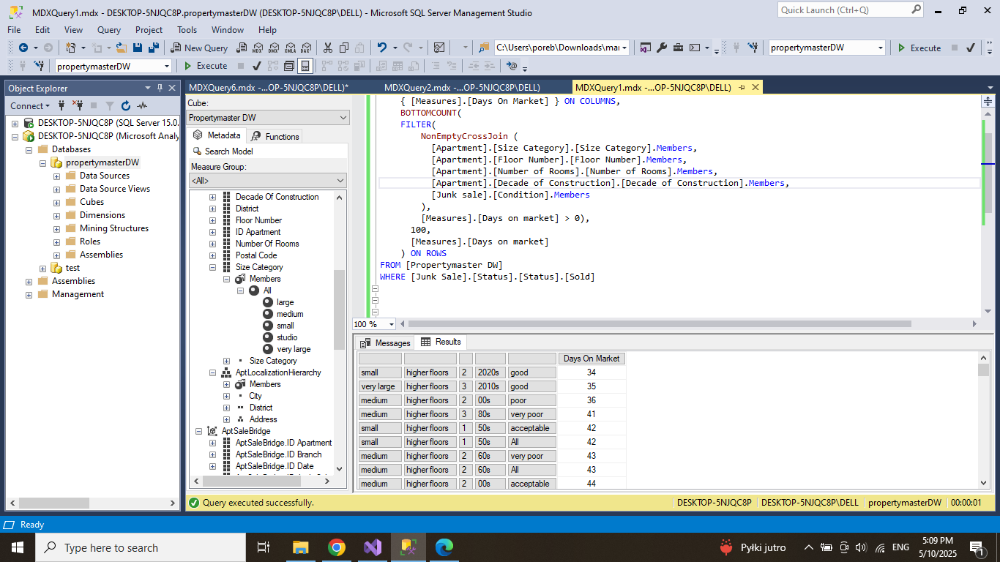 MDXQuery1.mdx - DESKTOP-5NJQC8P.propertymasterDW (DESKTOP-5NJQC8P\DELL) - Microsoft SQL Server Management Studio
Quick Launch (Ctrl+Q)
File Edit View Query Project Tools Window Help
New Query
MDX DMX XMLA DAX
C:\Users\poreb\Downloads\mar
propertymasterDW
Execute
propertymasterDW
Execute
Object Explorer
Connect
DESKTOP-5NJQC8P (SQL Server 15.0.
DESKTOP-5NJQC8P (Microsoft Analy
Databases
propertymasterDW
Data Sources
Data Source Views
Cubes
Dimensions
Mining Structures
Roles
Assemblies
test
Assemblies
Management
MDXQuery6.mdx -...OP-5NJQC8P\DELL)*
MDXQuery2.mdx -...OP-5NJQC8P\DELL)
MDXQuery1.mdx -...OP-5NJQC8P\DELL)
Cube:
Propertymaster DW
Metadata
Functions
Search Model
Measure Group:
<All>
Decade Of Construction
District
Floor Number
ID Apartment
Number Of Rooms
Postal Code
Size Category
Members
All
large
medium
small
studio
very large
Size Category
AptLocalizationHierarchy
Members
City
District
Address
AptSaleBridge
AptSaleBridge.ID Apartment
AptSaleBridge.ID Branch
AptSaleBridge.ID Date
{ [Measures].[Days On Market] } ON COLUMNS,
BOTTOMCOUNT(
FILTER(
NonEmptyCrossJoin (
[Apartment].[Size Category].[Size Category].Members,
[Apartment].[Floor Number].[Floor Number].Members,
[Apartment].[Number of Rooms].[Number of Rooms].Members,
[Apartment].[Decade of Construction].[Decade of Construction].Members,
[Junk sale].[Condition].Members
),
[Measures].[Days on market] > 0),
100,
[Measures].[Days on market]
) ON ROWS
FROM [Propertymaster DW]
WHERE [Junk Sale].[Status].[Status].[Sold]
100 %
Messages
Results
Days On Market
small higher floors 2 2020s good 34
very large higher floors 3 2010s good 35
medium higher floors 2 00s poor 36
medium higher floors 3 80s very poor 41
small higher floors 1 50s acceptable 42
small higher floors 1 50s All 42
medium higher floors 2 60s very poor 43
medium higher floors 2 60s All 43
medium higher floors 2 00s acceptable 44
Query executed successfully.
DESKTOP-5NJQC8P
DESKTOP-5NJQC8P\DELL
propertymasterDW
00:00:01
Ready
Type here to search
Pyłki jutro
ENG
5:09 PM
5/10/2025
1